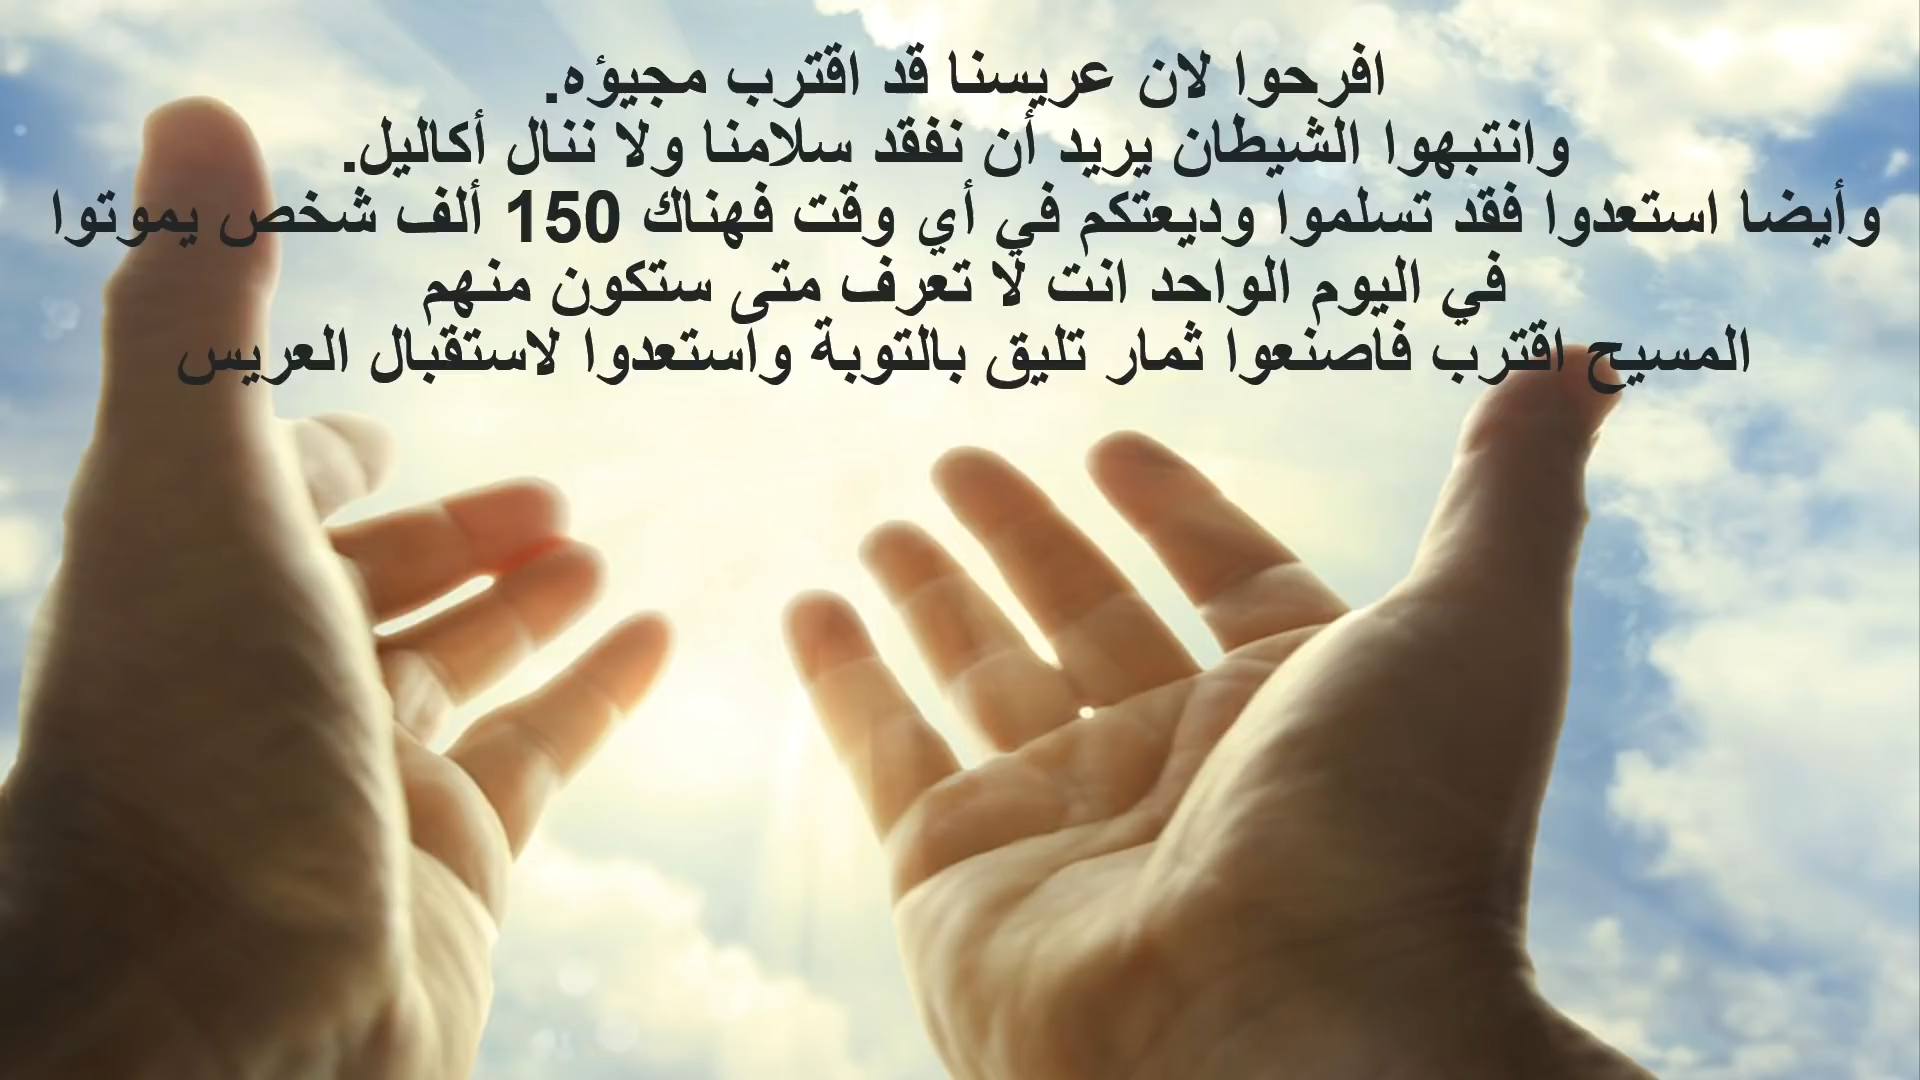 افرحوا لان عريسنا قد اقترب مجيؤه.
وانتبهوا الشيطان يريد أن نفقد سلامنا ولا ننال أكاليل.
وأيضا استعدوا فقد تسلموا وديعتكم في أي وقت فهناك 150 ألف شخص يموتوا
في اليوم الواحد انت لا تعرف متى ستكون منهم
المسيح اقترب فاصنعوا ثمار تليق بالتوبة واستعدوا لاستقبال العريس